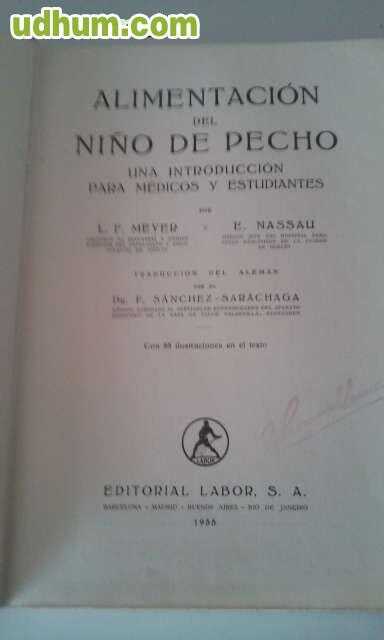 udhum.com
ALIMENTACIÓN
DEL
NIÑO DE PECHO
UNA INTRODUCCIÓN
PARA MÉDICOS Y ESTUDIANTES
POR
L. F. MEYER Y E. NASSAU
TRADUCCIÓN DEL ALEMÁN
POR EL
DR. F. SÁNCHEZ-SARÁCHAGA
Con 88 ilustraciones en el texto
LABOR
EDITORIAL LABOR, S. A.
BARCELONA - MADRID - BUENOS AIRES - RIO DE JANEIRO
1935